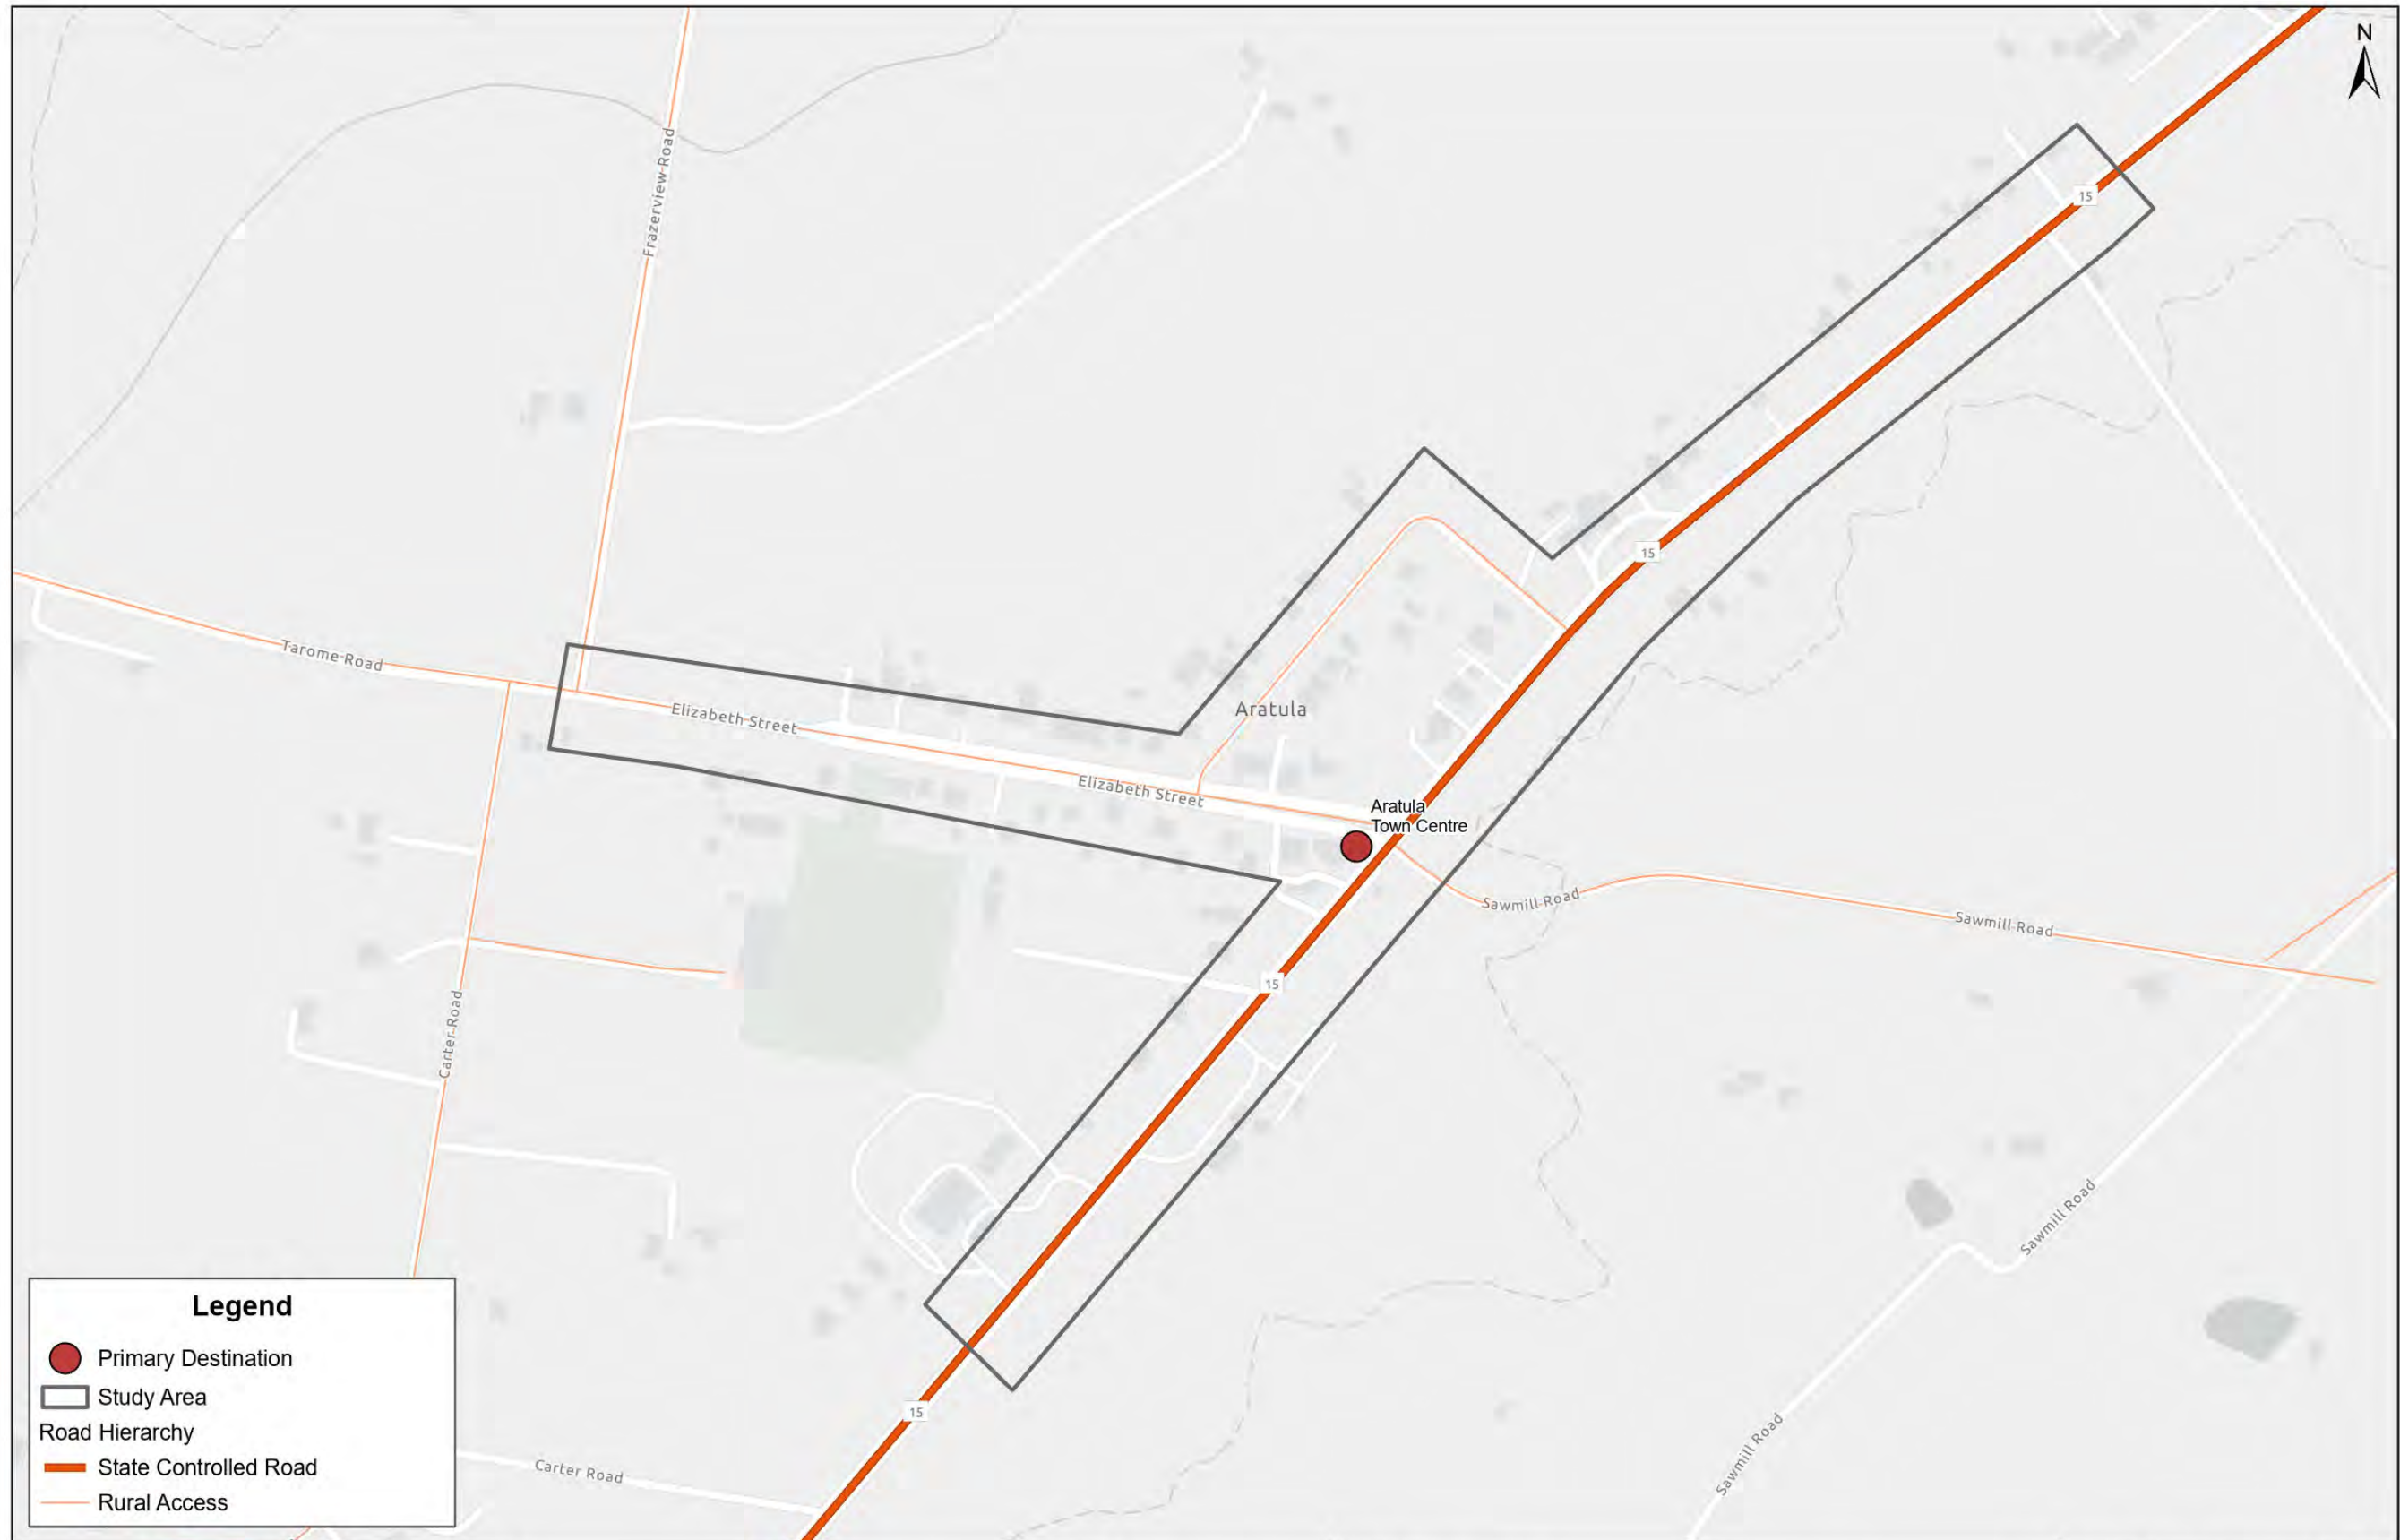 N
Frazerview Road
15
15
Tarome Road
Elizabeth Street
Aratula
Elizabeth Street
Aratula
Town Centre
Sawmill Road
Sawmill Road
15
Carter Road
Sawmill Road
15
Carter Road
Sawmill Road
Legend
Primary Destination
Study Area
Road Hierarchy
State Controlled Road
Rural Access